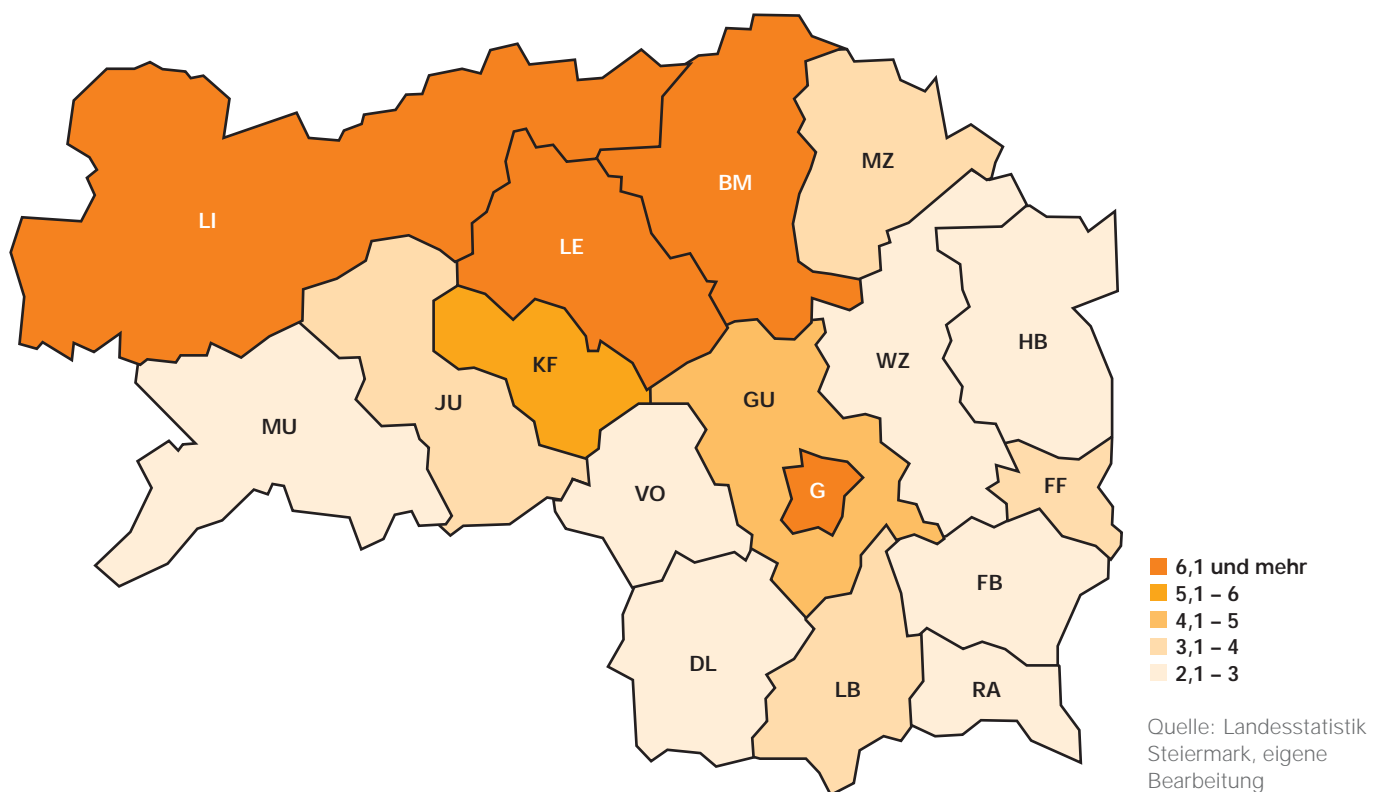 MZ
BM
LI
LE
HB
WZ
KF
GU
JU
MU
FF
G
VO
FB
DL
LB
RA
6,1 und mehr
5,1 – 6
4,1 – 5
3,1 – 4
2,1 – 3
Quelle: Landesstatistik
Steiermark, eigene
Bearbeitung